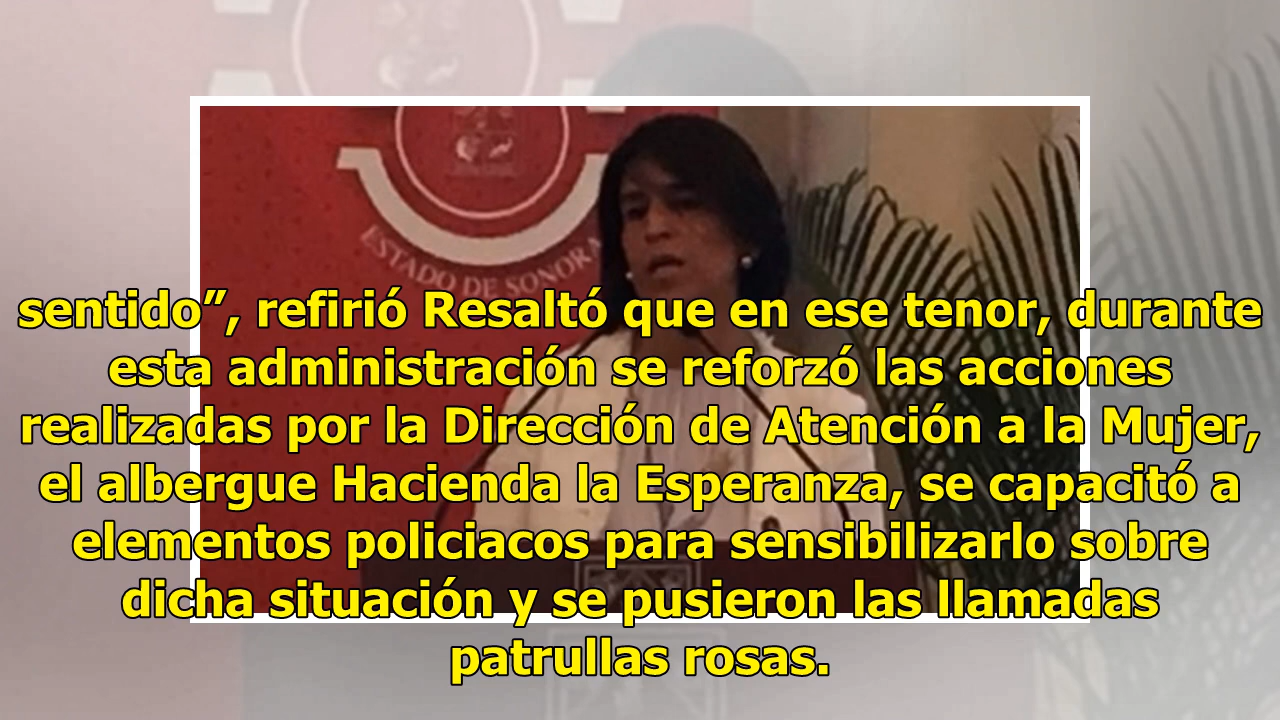 ESTADO DE SONORA
sentido”, refirió Resaltó que en ese tenor, durante
esta administración se reforzó las acciones
realizadas por la Dirección de Atención a la Mujer,
el albergue Hacienda la Esperanza, se capacitó a
elementos policiacos para sensibilizarlo sobre
dicha situación y se pusieron las llamadas
patrullas rosas.